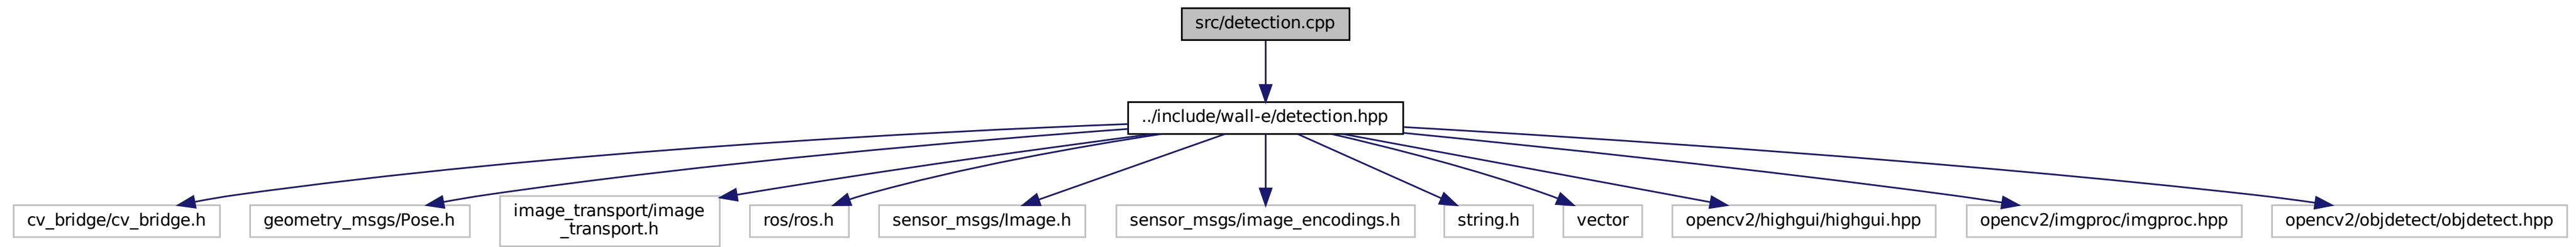 src/detection.cpp
../include/wall-e/detection.hpp
cv_bridge/cv_bridge.h
geometry_msgs/Pose.h
image_transport/image
_transport.h
ros/ros.h
sensor_msgs/Image.h
sensor_msgs/image_encodings.h
string.h
vector
opencv2/highgui/highgui.hpp
opencv2/imgproc/imgproc.hpp
opencv2/objdetect/objdetect.hpp